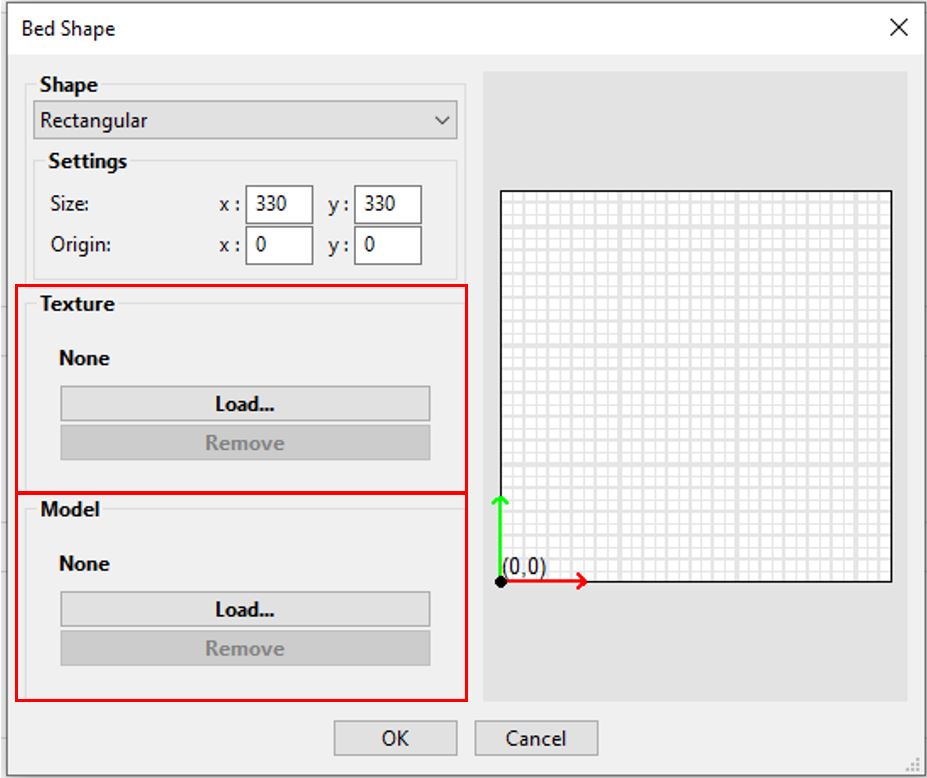 Bed Shape
Shape
Rectangular
Settings
Size: x : 330 y : 330
Origin: x : 0 y : 0
Texture
None
Load...
Remove
Model
None
Load...
Remove
(0,0)
OK Cancel